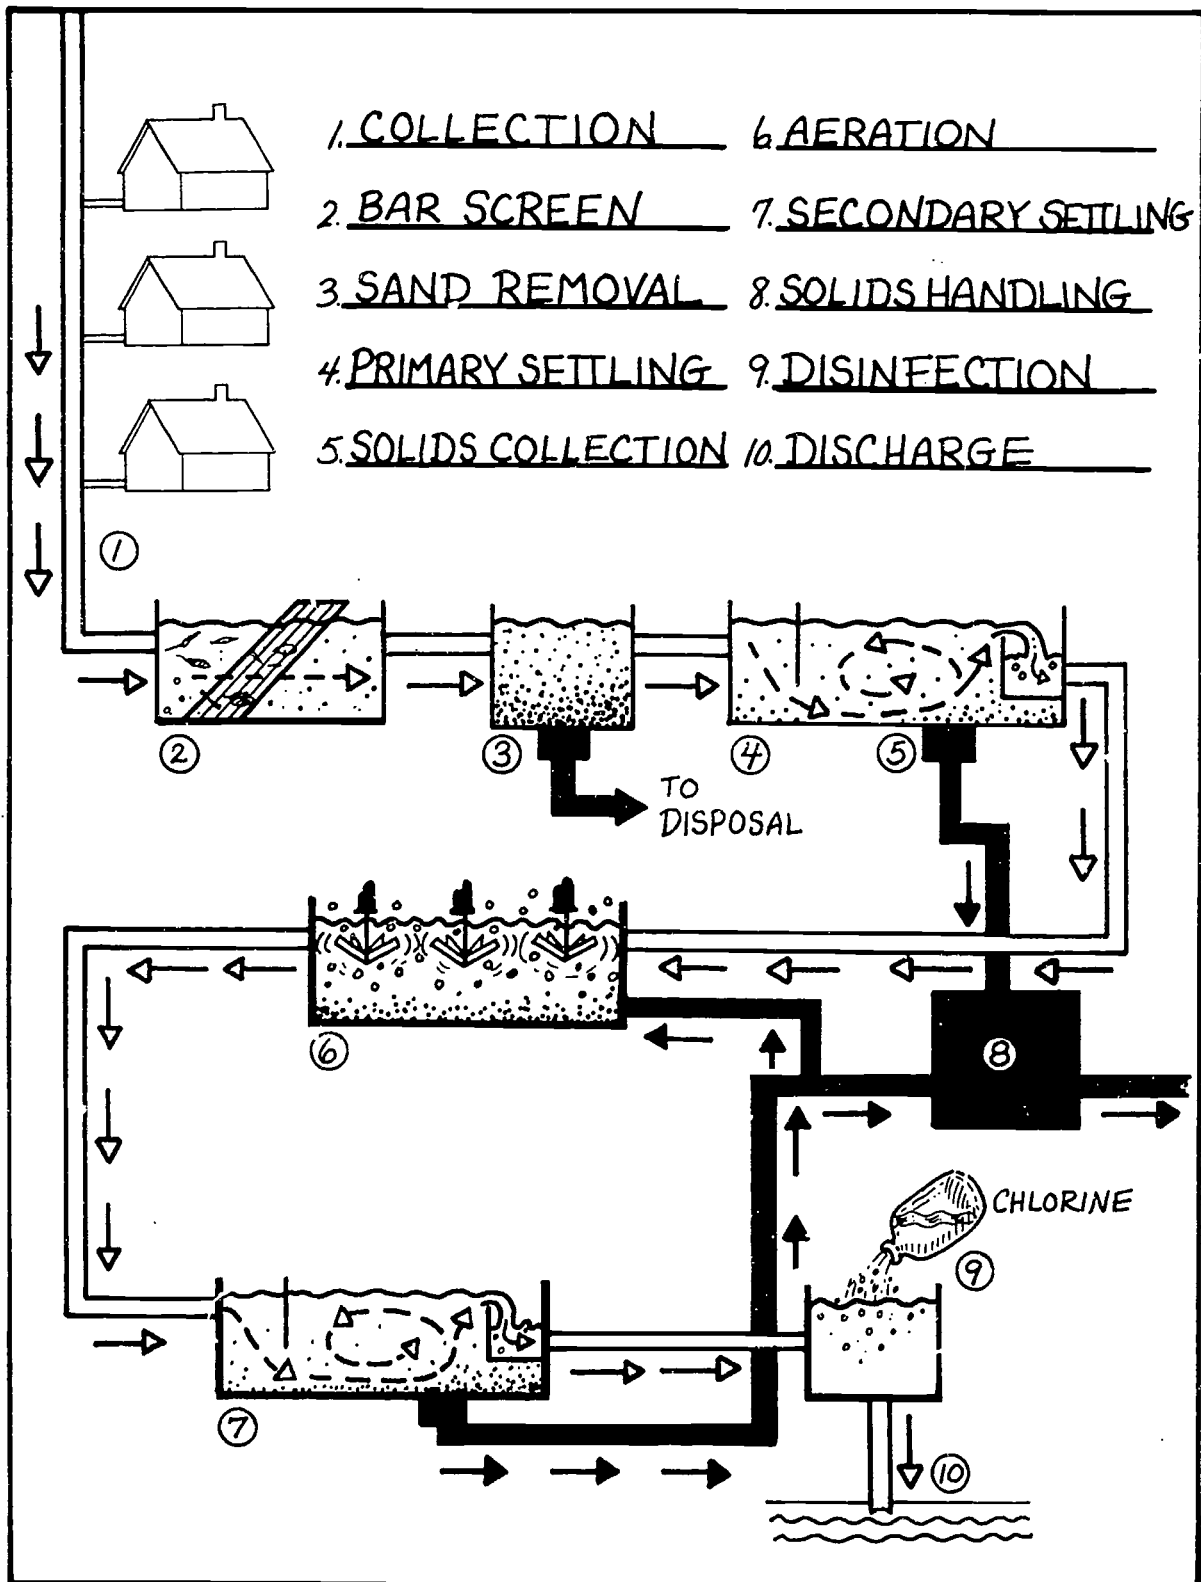 1. COLLECTION
2. BAR SCREEN
3. SAND REMOVAL
4. PRIMARY SETTLING
5. SOLIDS COLLECTION
6. AERATION
7. SECONDARY SETTLING
8. SOLIDS HANDLING
9. DISINFECTION
10. DISCHARGE
1
2
3
4
5
TO
DISPOSAL
6
8
CHLORINE
9
7
10